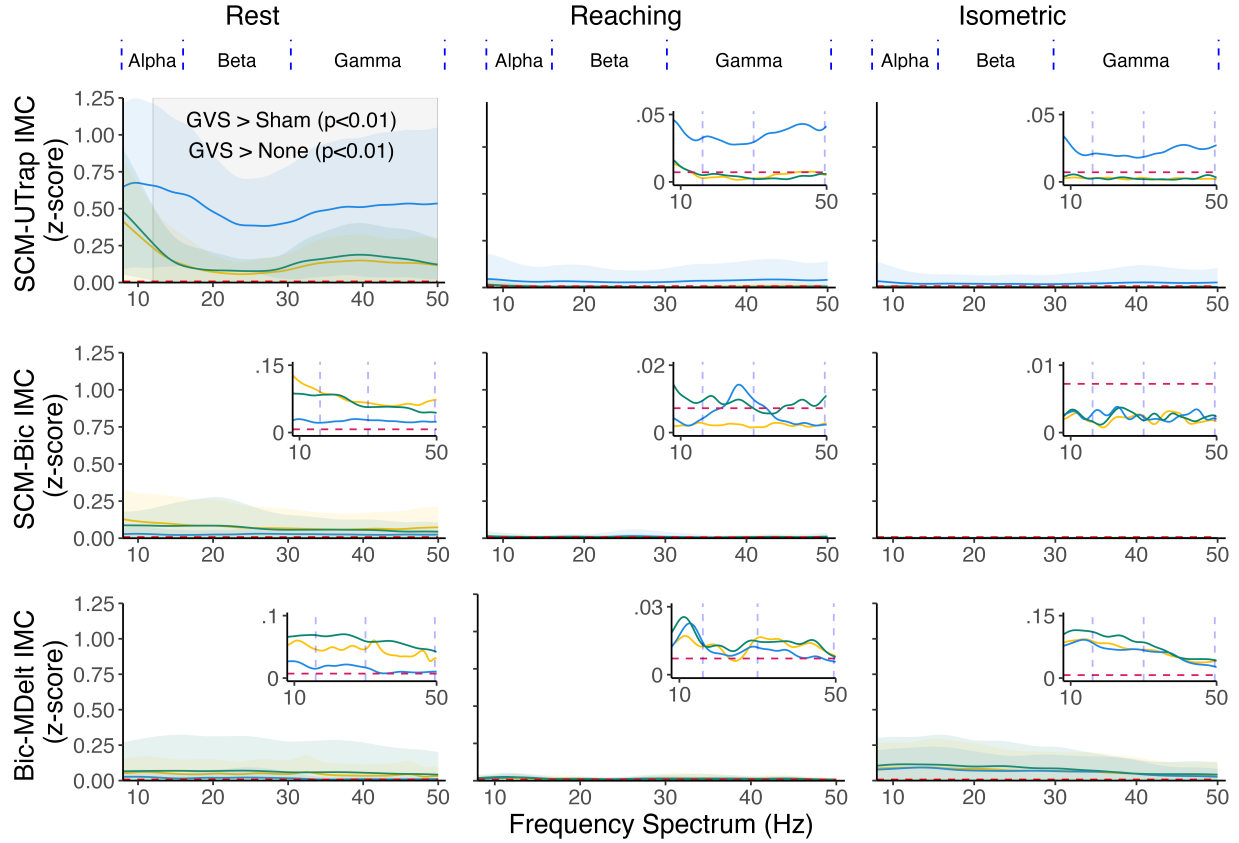 Rest Reaching Isometric
Alpha Beta Gamma Alpha Beta Gamma Alpha Beta Gamma
SCM-UTrap IMC
(z-score)
1.25
1.00
0.75
0.50
0.25
0.00
GVS > Sham (p<0.01)
GVS > None (p<0.01)
10 20 30 40 50
.05
0
10 50
10 20 30 40 50
.05
0
10 50
10 20 30 40 50
SCM-Bic IMC
(z-score)
1.25
1.00
0.75
0.50
0.25
0.00
.15
0
10 50
10 20 30 40 50
.02
0
10 50
10 20 30 40 50
.01
0
10 50
10 20 30 40 50
Bic-MDelt IMC
(z-score)
1.25
1.00
0.75
0.50
0.25
0.00
.1
0
10 50
10 20 30 40 50
.03
0
10 50
10 20 30 40 50
.15
0
10 50
10 20 30 40 50
Frequency Spectrum (Hz)